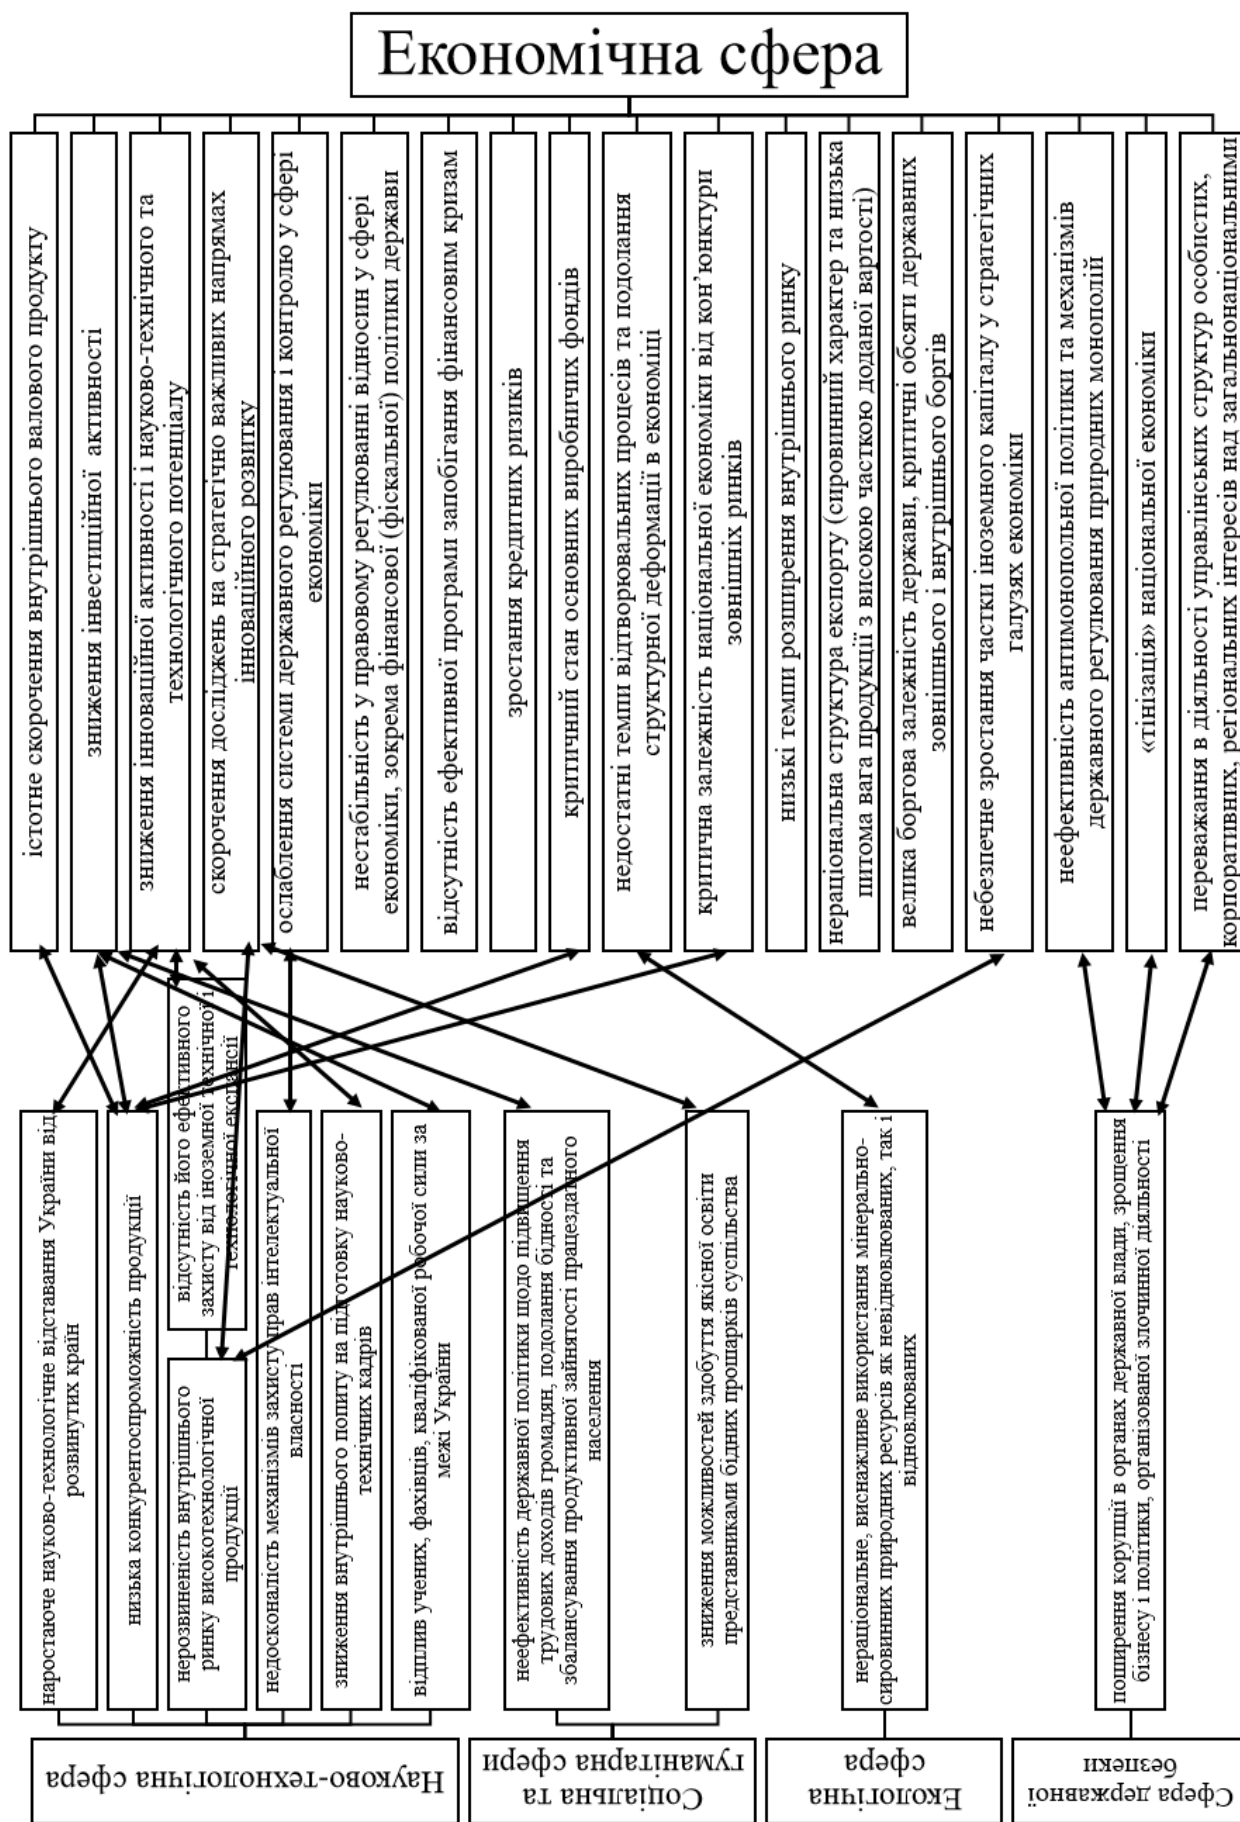 Економічна сфера
істотне скорочення внутрішнього валового продукту
зниження інвестиційної активності
зниження інноваційної активності і науково-технічного та
технологічного потенціалу
скорочення досліджень на стратегічно важливих напрямах
інноваційного розвитку
ослаблення системи державного регулювання і контролю у сфері
економіки
нестабільність у правовому регулюванні відносин у сфері
економіки, зокрема фінансової (фіскальної) політики держави
відсутність ефективної програми запобігання фінансовим кризам
зростання кредитних ризиків
критичний стан основних виробничих фондів
недостатні темпи відтворювальних процесів та подолання
структурної деформації в економіці
критична залежність національної економіки від кон’юнктури
зовнішніх ринків
низькі темпи розширення внутрішнього ринку
нераціональна структура експорту (сировинний характер та низька
питома вага продукції з високою часткою доданої вартості)
велика боргова залежність держави, критичні обсяги державних
зовнішнього і внутрішнього боргів
небезпечне зростання частки іноземного капіталу у стратегічних
галузях економіки
неефективність антимонопольної політики та механізмів
державного регулювання природних монополій
«тінізація» національної економіки
переважання в діяльності управлінських структур особистих,
корпоративних, регіональних інтересів над загальнонаціональними
наростаюче науково-технологічне відставання України від
розвинутих країн
низька конкурентоспроможність продукції
відсутність його ефективного
захисту від іноземної технічної і
технологічної експансії
нерозвиненість внутрішнього
ринку високотехнологічної
продукції
недосконалість механізмів захисту прав інтелектуальної
власності
зниження внутрішнього попиту на підготовку науково-
технічних кадрів
відплив учених, фахівців, кваліфікованої робочої сили за
межі України
неефективність державної політики щодо підвищення
трудових доходів громадян, подолання бідності та
збалансування продуктивної зайнятості працездатного
населення
зниження можливостей здобуття якісної освіти
представниками бідних прошарків суспільства
нераціональне, виснажливе використання мінерально-
сировинних природних ресурсів як невідновлюваних, так і
відновлюваних
поширення корупції в органах державної влади, зрощення
бізнесу і політики, організованої злочинної діяльності
Науково-технологічна сфера
Соціальна та
гуманітарна сфери
Екологічна
сфера
Сфера державної
безпеки